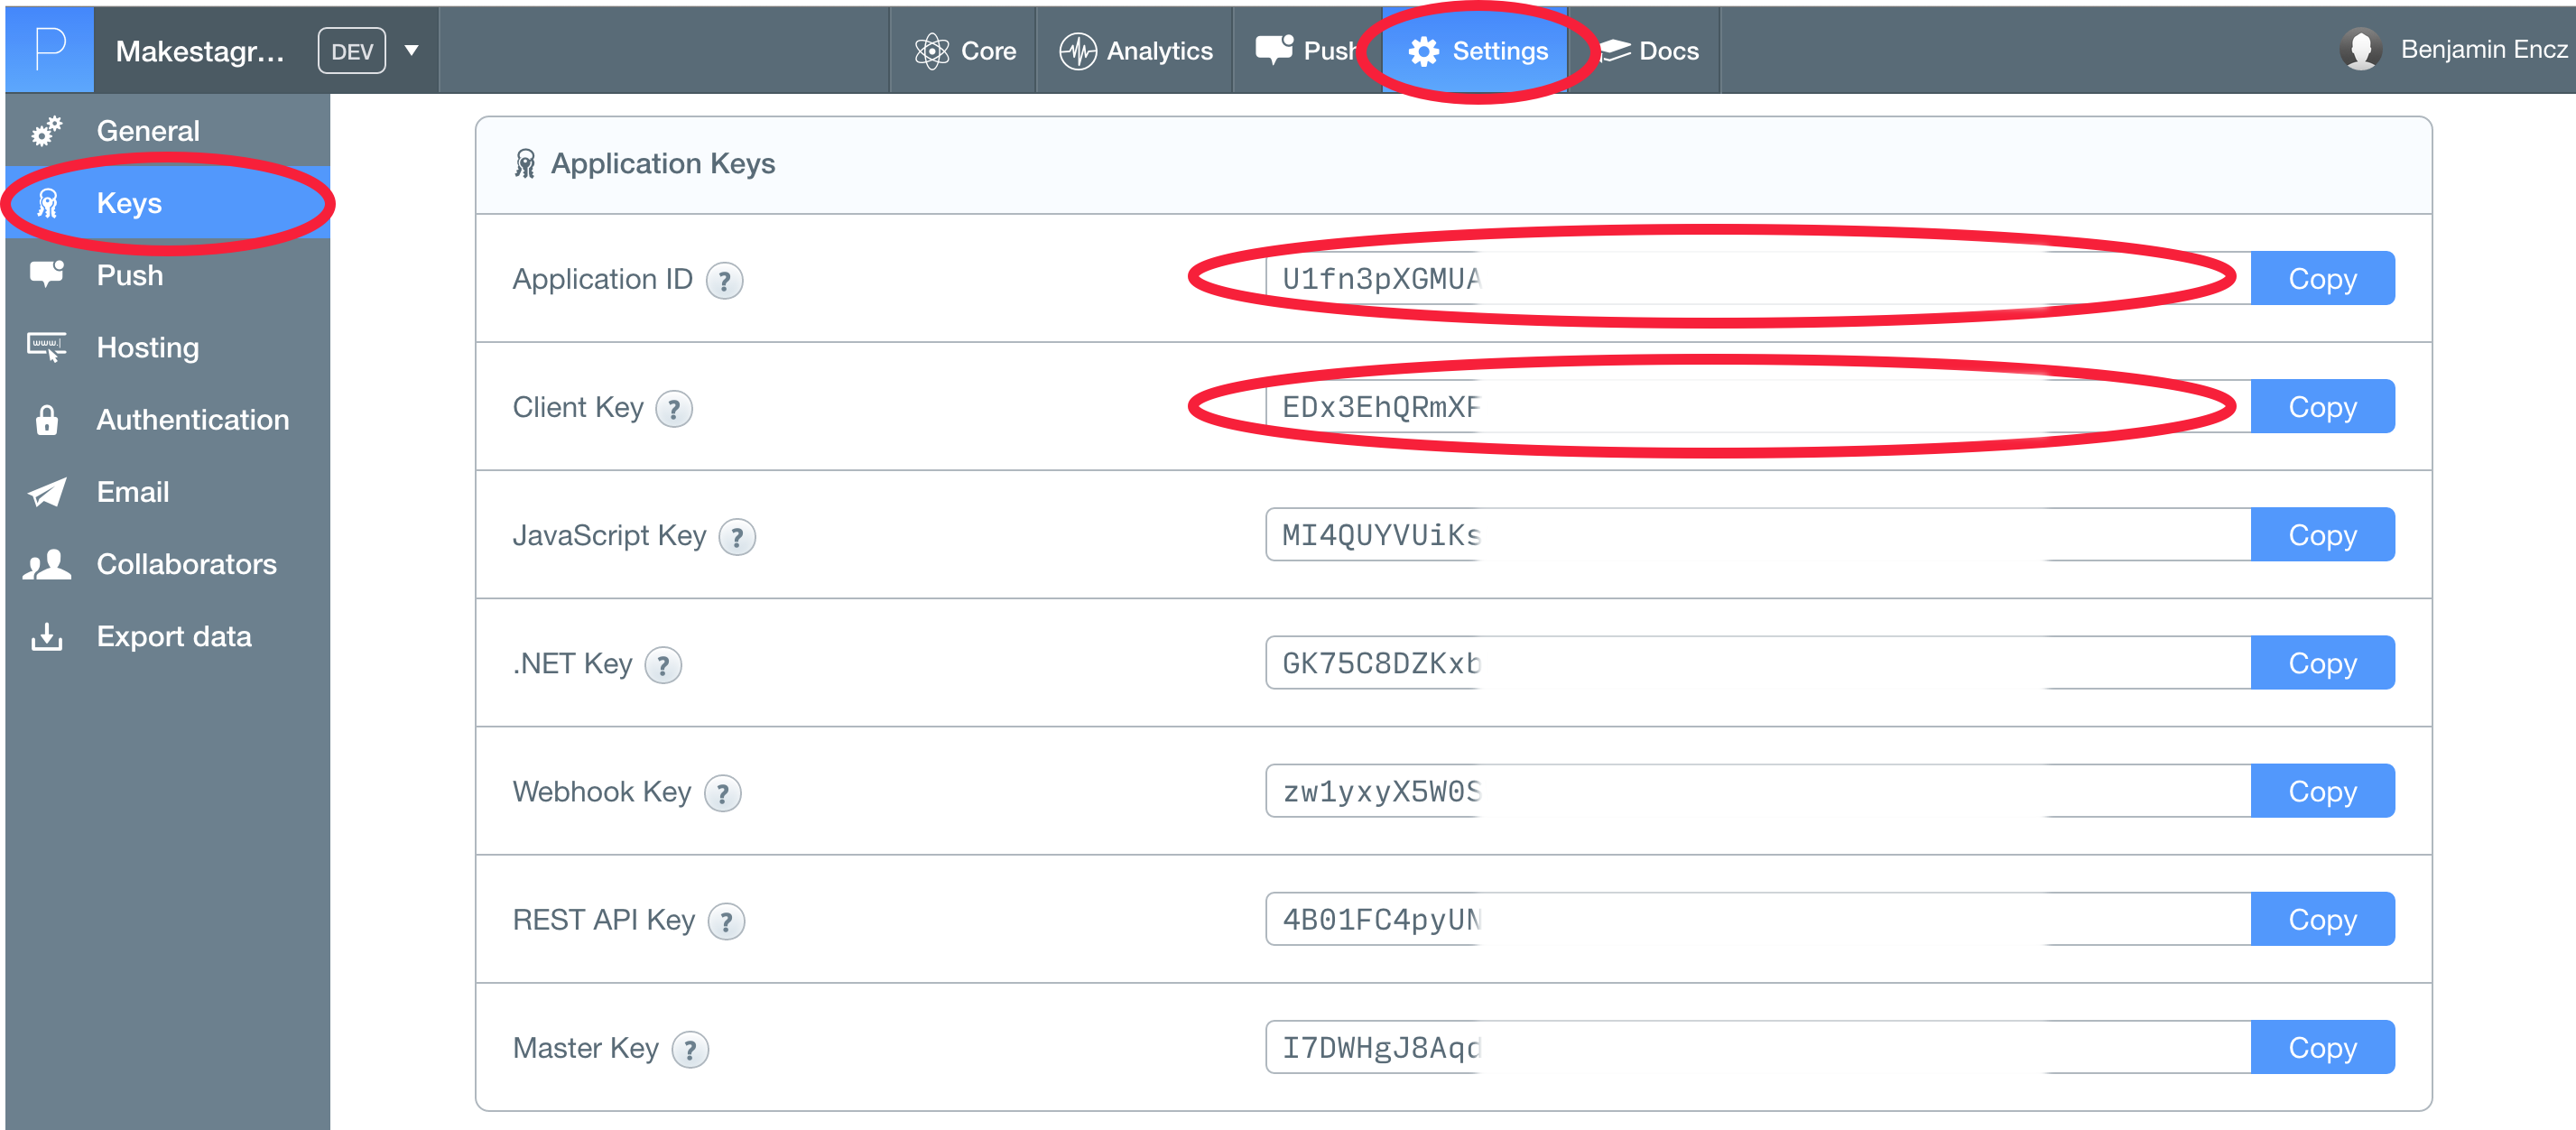 P Makestagr... DEV Core Analytics Push Settings Docs Benjamin Encz
General
Keys
Push
Hosting
Authentication
Email
Collaborators
Export data
Application Keys
Application ID ? U1fn3pXGMUA Copy
Client Key ? EDx3EhQRmXF Copy
JavaScript Key ? MI4QUYVUiKs Copy
.NET Key ? GK75C8DZKxb Copy
Webhook Key ? zw1yxyX5W0S Copy
REST API Key ? 4B01FC4pyUN Copy
Master Key ? I7DWHgJ8Aqd Copy